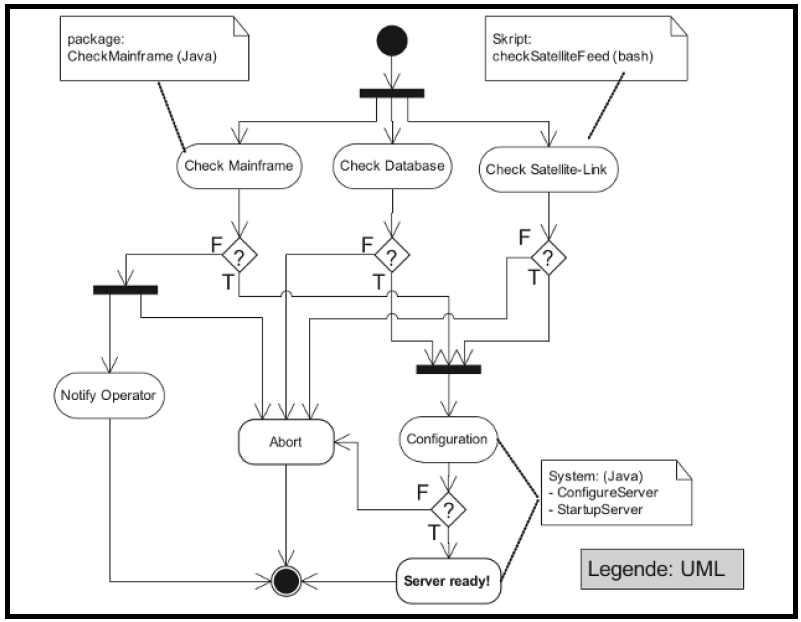 package:
CheckMainframe (Java)
Skript:
checkSatelliteFeed (bash)
Check Mainframe
Check Database
Check Satellite-Link
F
?
T
F
?
T
F
?
T
Notify Operator
Abort
Configuration
System: (Java)
- ConfigureServer
- StartupServer
F
?
T
Server ready!
Legende: UML